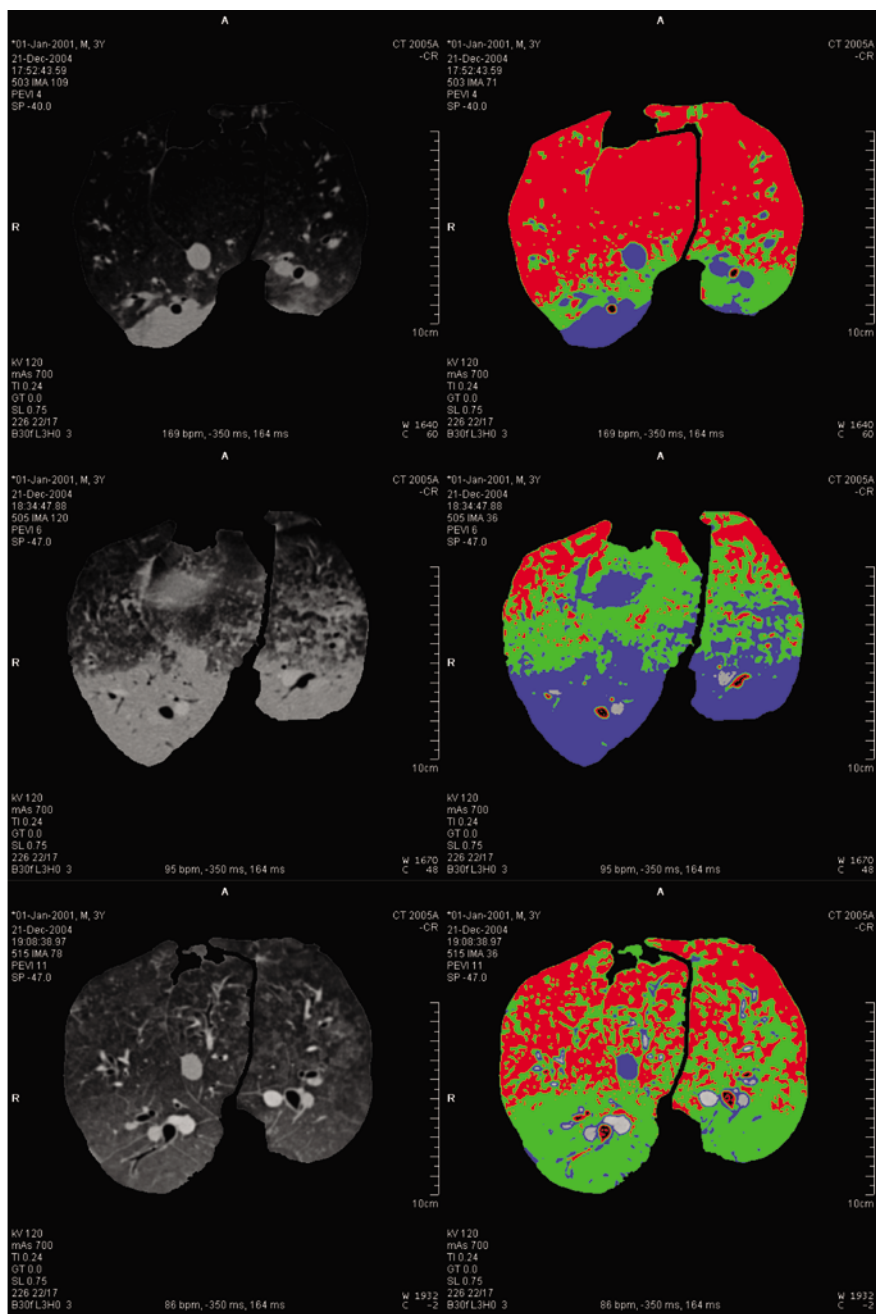 A
*01-Jan-2001, M, 3Y
21-Dec-2004
17:52:43.59
503 IMA 109
PEVI 4
SP -40.0
CT 2005A
-CR
R
10cm
kV 120
mAs 700
TI 0.24
GT 0.0
SL 0.75
226 22/17
B30f L3H0 3
169 bpm, -350 ms, 164 ms
W 1640
C 60
A
*01-Jan-2001, M, 3Y
21-Dec-2004
17:52:43.59
503 IMA 71
PEVI 4
SP -40.0
CT 2005A
-CR
R
10cm
kV 120
mAs 700
TI 0.24
GT 0.0
SL 0.75
226 22/17
B30f L3H0 3
169 bpm, -350 ms, 164 ms
W 1640
C 60
A
*01-Jan-2001, M, 3Y
21-Dec-2004
18:34:47.88
505 IMA 120
PEVI 6
SP -47.0
CT 2005A
-CR
R
10cm
kV 120
mAs 700
TI 0.24
GT 0.0
SL 0.75
226 22/17
B30f L3H0 3
95 bpm, -350 ms, 164 ms
W 1670
C 48
A
*01-Jan-2001, M, 3Y
21-Dec-2004
18:34:47.88
505 IMA 36
PEVI 6
SP -47.0
CT 2005A
-CR
R
10cm
kV 120
mAs 700
TI 0.24
GT 0.0
SL 0.75
226 22/17
B30f L3H0 3
95 bpm, -350 ms, 164 ms
W 1670
C 48
A
*01-Jan-2001, M, 3Y
21-Dec-2004
19:08:38.97
515 IMA 78
PEVI 11
SP -47.0
CT 2005A
-CR
R
10cm
kV 120
mAs 700
TI 0.24
GT 0.0
SL 0.75
226 22/17
B30f L3H0 3
86 bpm, -350 ms, 164 ms
W 1932
C -2
A
*01-Jan-2001, M, 3Y
21-Dec-2004
19:08:38.97
515 IMA 36
PEVI 11
SP -47.0
CT 2005A
-CR
R
10cm
kV 120
mAs 700
TI 0.24
GT 0.0
SL 0.75
226 22/17
B30f L3H0 3
86 bpm, -350 ms, 164 ms
W 1932
C -2